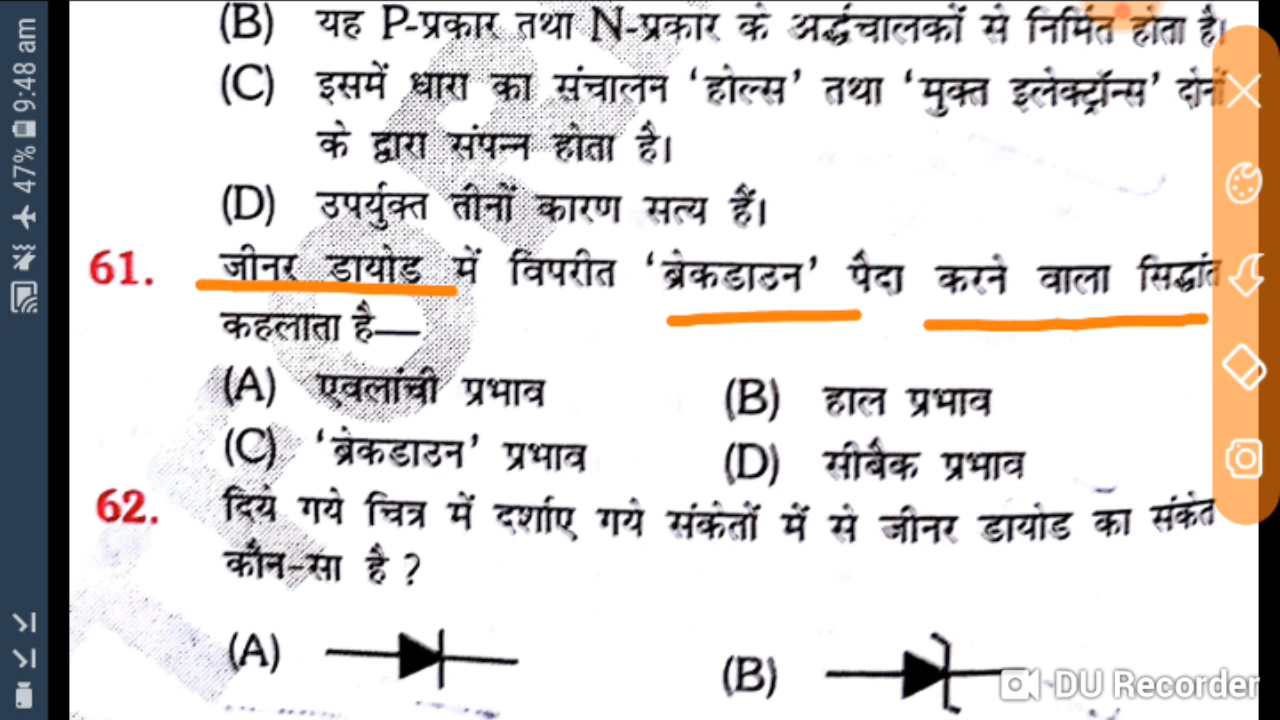 47% 9:48 am
(B) यह P-प्रकार तथा N-प्रकार के अर्द्धचालकों से निर्मित होता है।
(C) इसमें धारा का संचालन ‘होल्स’ तथा ‘मुक्त इलेक्ट्रॉन्स’ दोनों
के द्वारा संपन्न होता है।
(D) उपर्युक्त तीनों कारण सत्य हैं।
61. जीनर डायोड में विपरीत ‘ब्रेकडाउन’ पैदा करने वाला सिद्धांत
कहलाता है—
(A) एवलांची प्रभाव (B) हाल प्रभाव
(C) ‘ब्रेकडाउन’ प्रभाव (D) सीबैक प्रभाव
62. दिये गये चित्र में दर्शाए गये संकेतों में से जीनर डायोड का संकेत
कौन-सा है ?
(A) (B)
DU Recorder